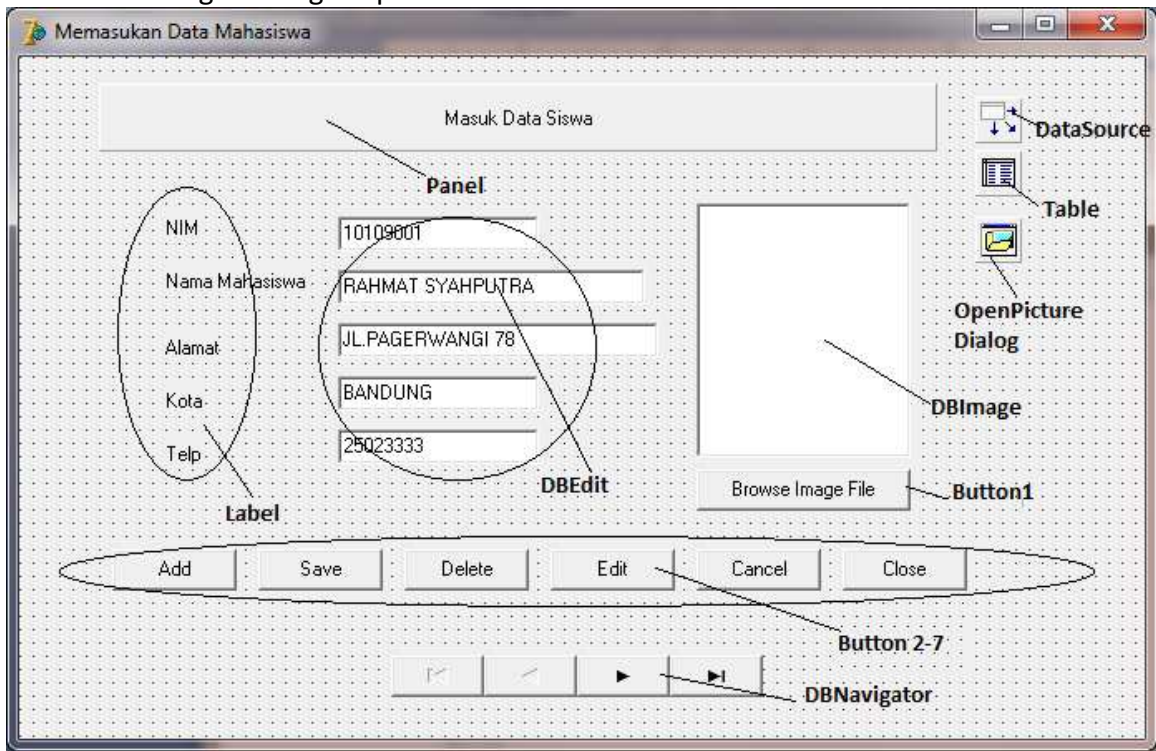 Memasukan Data Mahasiswa
Masuk Data Siswa
DataSource
Panel
Table
NIM
10109001
Nama Mahasiswa
RAHMAT SYAHPUTRA
OpenPicture
Dialog
Alamat
JL.PAGERWANGI 78
Kota
BANDUNG
DBImage
Telp
25023333
DBEdit
Browse Image File
Button1
Label
Add Save Delete Edit Cancel Close
Button 2-7
DBNavigator